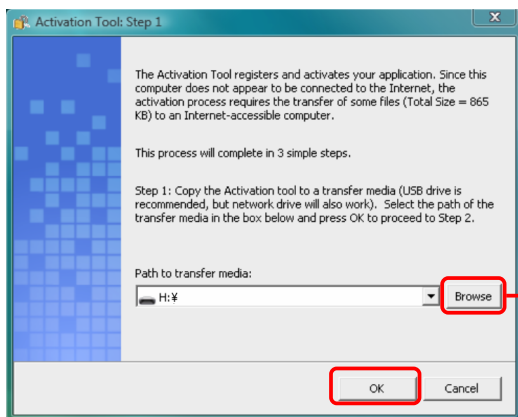 Activation Tool: Step 1
The Activation Tool registers and activates your application. Since this
computer does not appear to be connected to the Internet, the
activation process requires the transfer of some files (Total Size = 865
KB) to an Internet-accessible computer.
This process will complete in 3 simple steps.
Step 1: Copy the Activation tool to a transfer media (USB drive is
recommended, but network drive will also work).  Select the path of the
transfer media in the box below and press OK to proceed to Step 2.
Path to transfer media:
H:¥
Browse
OK
Cancel